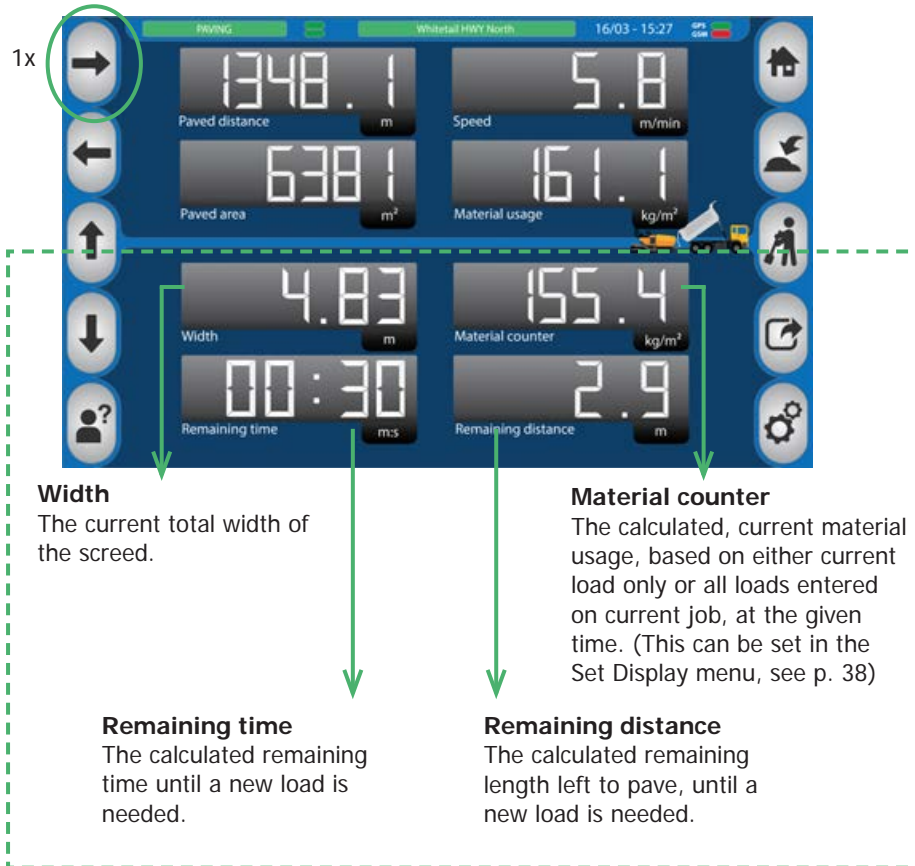 1x
PAVING
Whitetail HWY North
16/03 - 15:27
GPS
GSM
1348.1
Paved distance
m
5.8
Speed
m/min
6381
Paved area
m²
161.1
Material usage
kg/m²
4.83
Width
m
155.4
Material counter
kg/m²
00:30
Remaining time
m:s
2.9
Remaining distance
m
?
Width
The current total width of
the screed.
Material counter
The calculated, current material
usage, based on either current
load only or all loads entered
on current job, at the given
time. (This can be set in the
Set Display menu, see p. 38)
Remaining time
The calculated remaining
time until a new load is
needed.
Remaining distance
The calculated remaining
length left to pave, until a
new load is needed.